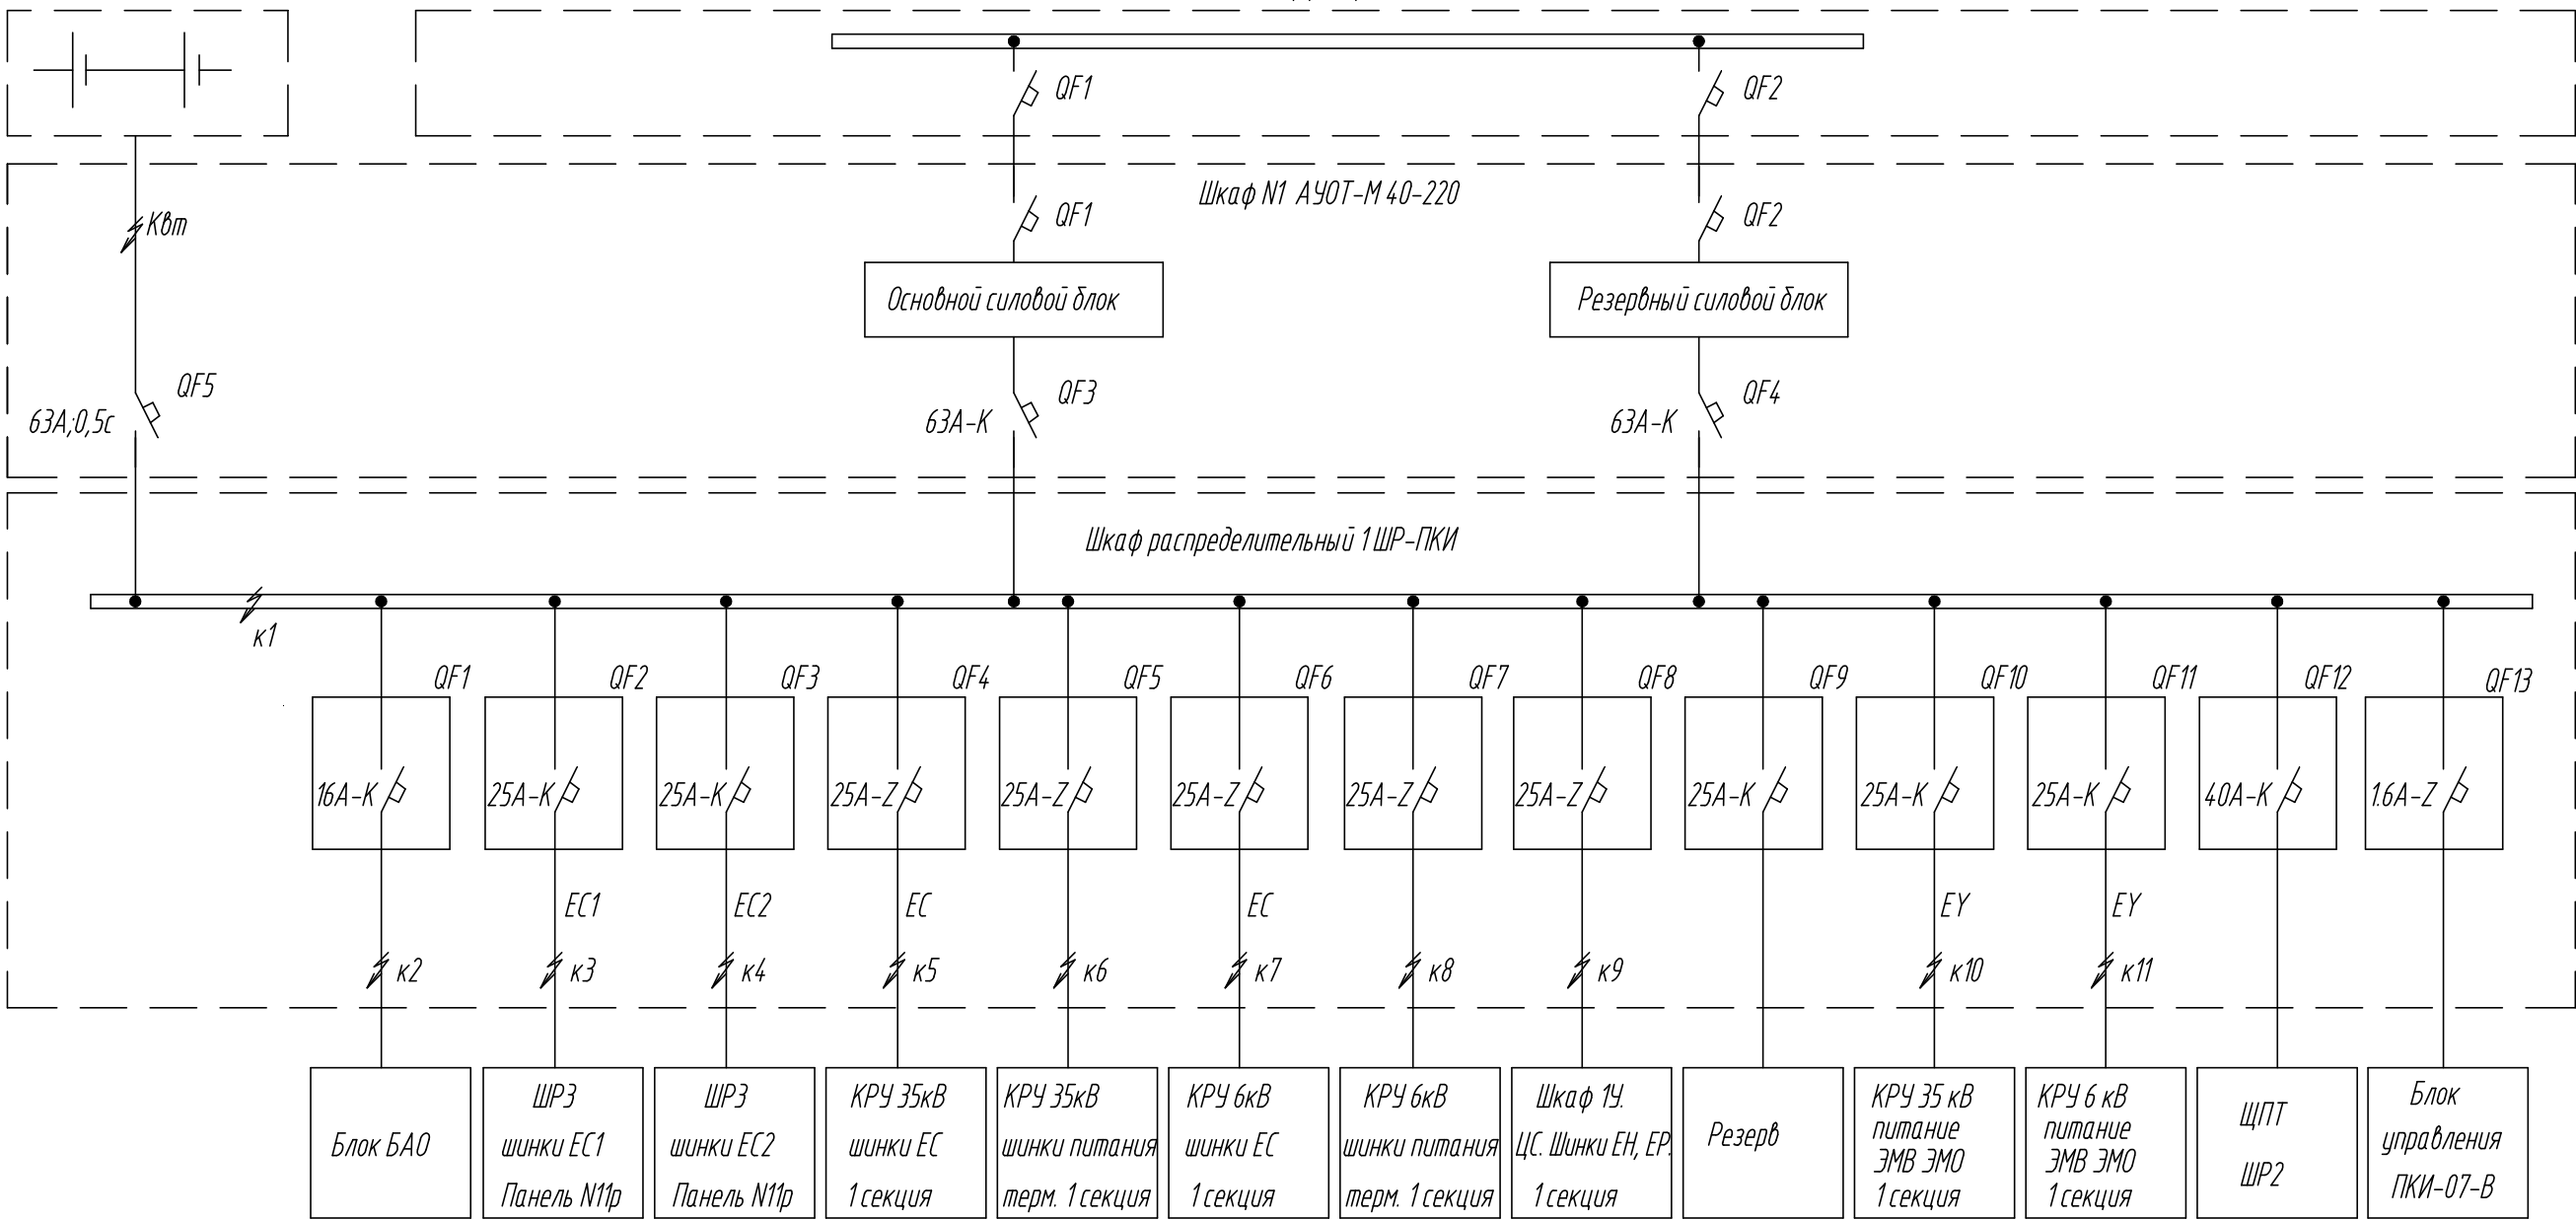 QF1
QF2
Шкаф N1 АУОТ-М 40-220
Квт
QF1
QF2
Основной силовой блок
Резервный силовой блок
QF5
QF3
QF4
63А;0,5с
63А-К
63А-К
Шкаф распределительный 1 ШР-ПКИ
к1
QF1
QF2
QF3
QF4
QF5
QF6
QF7
QF8
QF9
QF10
QF11
QF12
QF13
16А-К
25А-К
25А-К
25А-Z
25А-Z
25А-Z
25А-Z
25А-Z
25А-К
25А-К
25А-К
40А-К
1.6А-Z
ЕС1
ЕС2
ЕС
ЕС
EY
EY
к2
к3
к4
к5
к6
к7
к8
к9
к10
к11
Блок БАО
ШР3
шинки ЕС1
Панель N11р
ШР3
шинки ЕС2
Панель N11р
КРУ 35кВ
шинки ЕС
1 секция
КРУ 35кВ
шинки питания
терм. 1 секция
КРУ 6кВ
шинки ЕС
1 секция
КРУ 6кВ
шинки питания
терм. 1 секция
Шкаф 1У.
ЦС. Шинки ЕН, ЕР.
1 секция
Резерв
КРУ 35 кВ
питание
ЭМВ ЭМО
1 секция
КРУ 6 кВ
питание
ЭМВ ЭМО
1 секция
ЩПТ
ШР2
Блок
управления
ПКИ-07-В